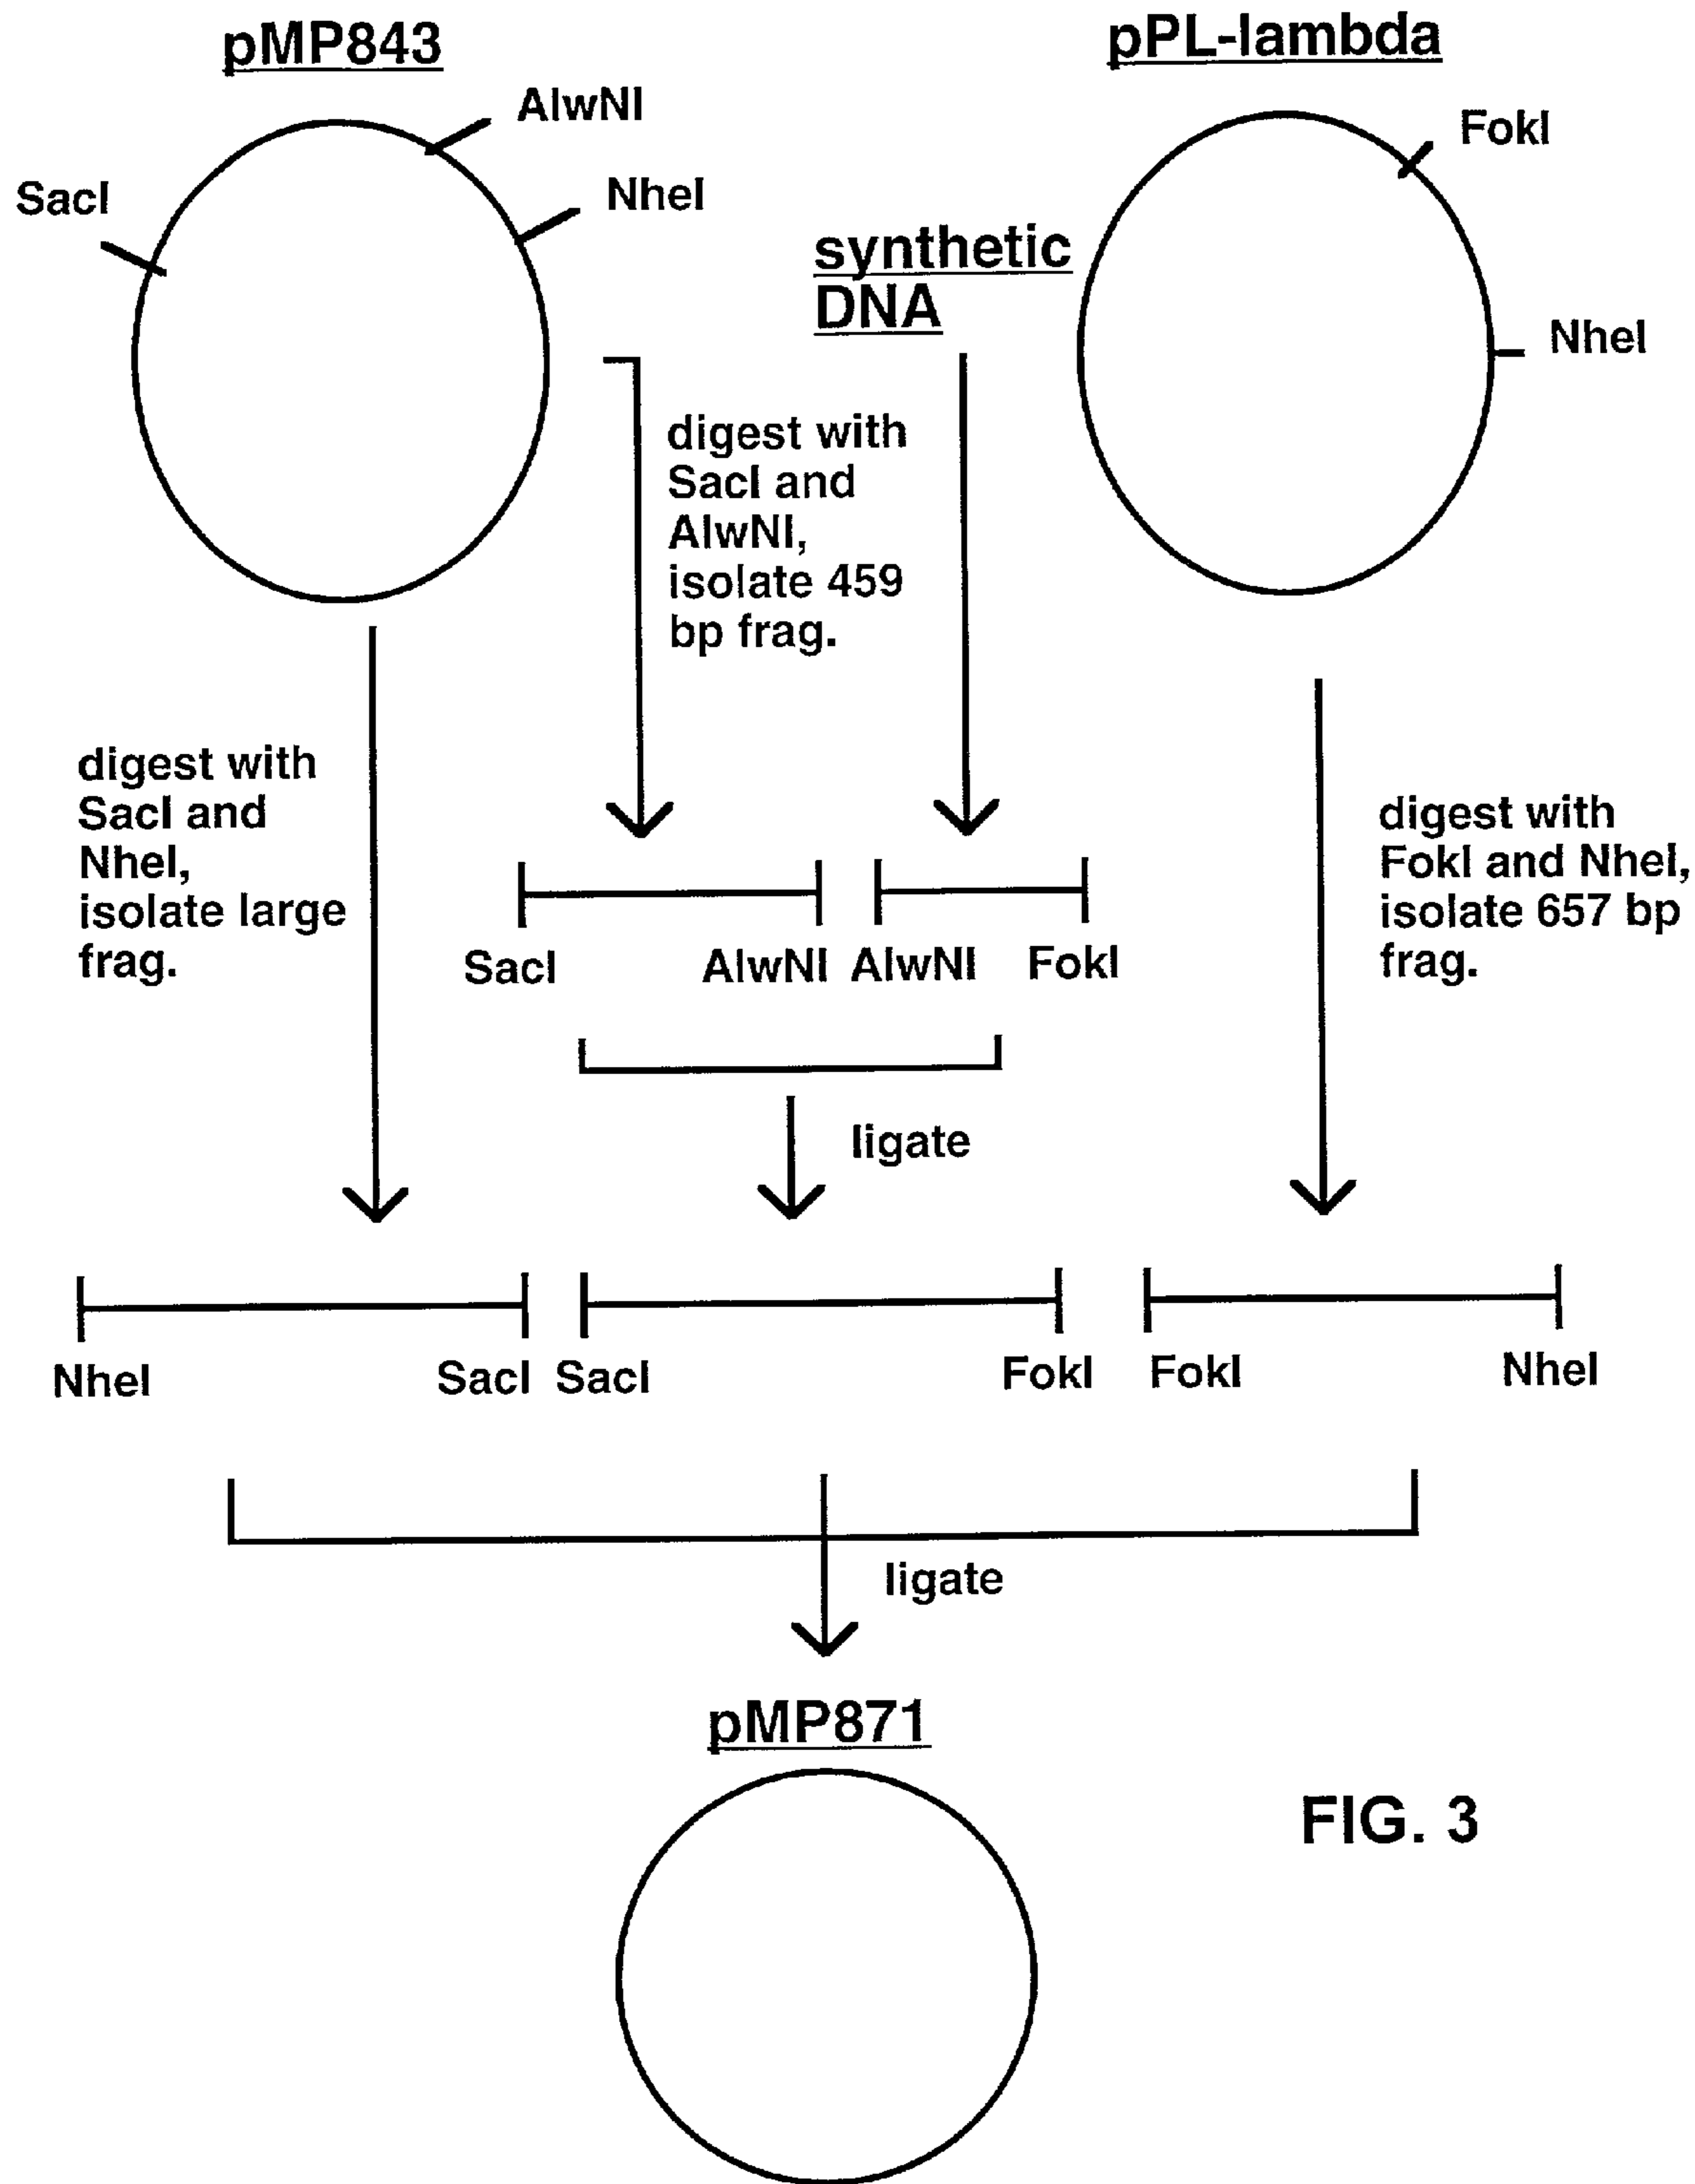 pMP843
pPL-lambda
AlwNI
FokI
SacI
NheI
synthetic
DNA
NheI
digest with
SacI and
AlwNI,
isolate 459
bp frag.
digest with
SacI and
NheI,
isolate large
frag.
digest with
FokI and NheI,
isolate 657 bp
frag.
SacI AlwNI AlwNI FokI
ligate
NheI SacI SacI FokI FokI NheI
ligate
pMP871
FIG. 3